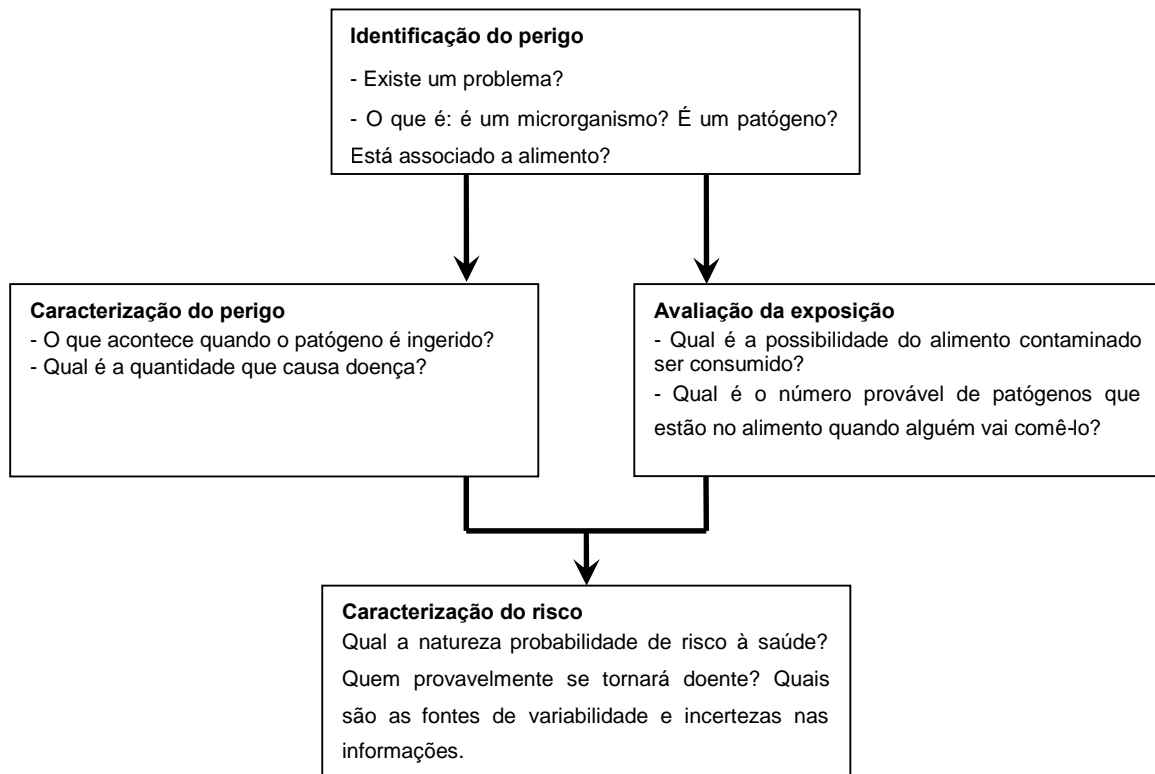 Identificação do perigo
- Existe um problema?
- O que é: é um microrganismo? É um patógeno?
Está associado a alimento?
Caracterização do perigo
- O que acontece quando o patógeno é ingerido?
- Qual é a quantidade que causa doença?
Avaliação da exposição
- Qual é a possibilidade do alimento contaminado
ser consumido?
- Qual é o número provável de patógenos que
estão no alimento quando alguém vai comê-lo?
Caracterização do risco
Qual a natureza probabilidade de risco à saúde?
Quem provavelmente se tornará doente? Quais
são as fontes de variabilidade e incertezas nas
informações.